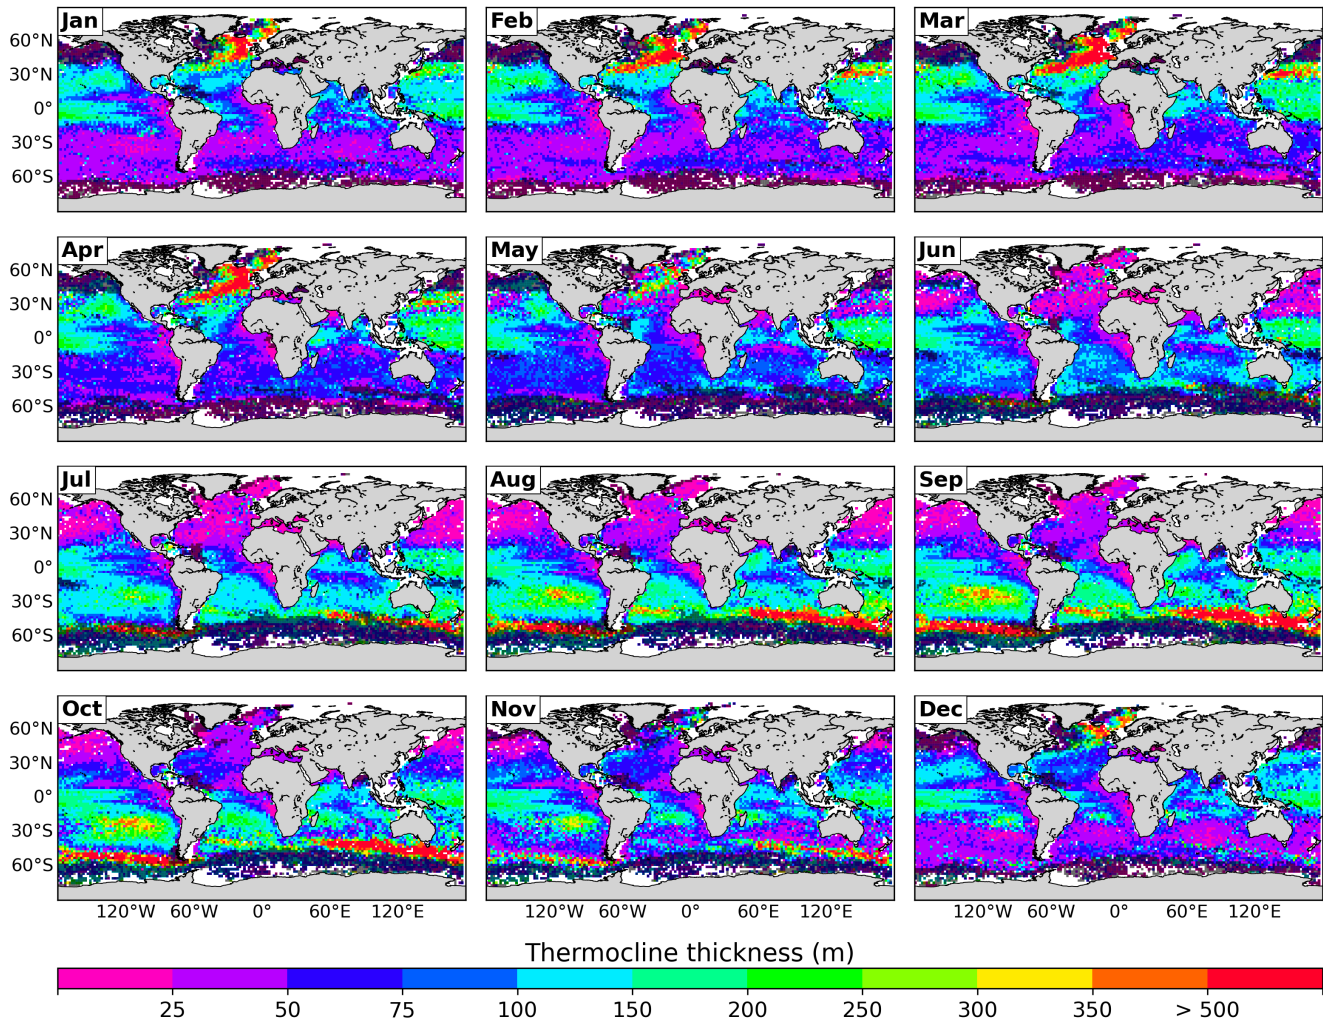 Jan Feb Mar
60°N
30°N
0°
30°S
60°S
Apr May Jun
60°N
30°N
0°
30°S
60°S
Jul Aug Sep
60°N
30°N
0°
30°S
60°S
Oct Nov Dec
60°N
30°N
0°
30°S
60°S
120°W 60°W 0° 60°E 120°E 120°W 60°W 0° 60°E 120°E 120°W 60°W 0° 60°E 120°E
Thermocline thickness (m)
25 50 75 100 150 200 250 300 350 > 500